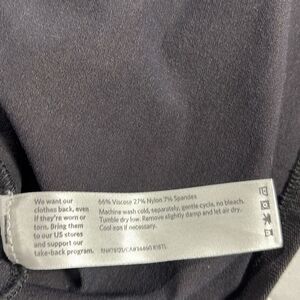 We want our
clothes back, even
if they're worn or
torn. Bring them
to our US stores
and support our
take-back program.
66% Viscose 27% Nylon 7% Spandex
Machine wash cold, separately, gentle cycle, no bleach.
Tumble dry low. Remove slightly damp and let air dry.
Cool iron if necessary.